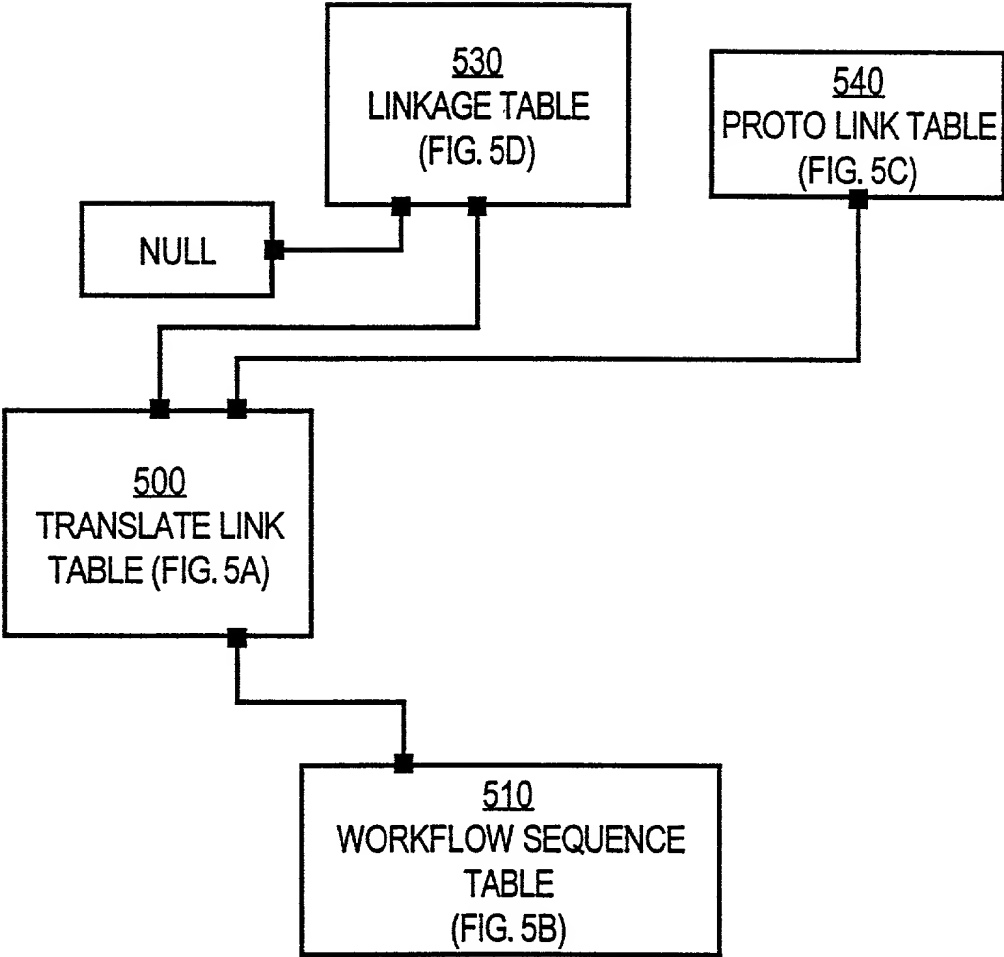 530
LINKAGE TABLE
(FIG. 5D)
540
PROTO LINK TABLE
(FIG. 5C)
NULL
500
TRANSLATE LINK
TABLE (FIG. 5A)
510
WORKFLOW SEQUENCE
TABLE
(FIG. 5B)